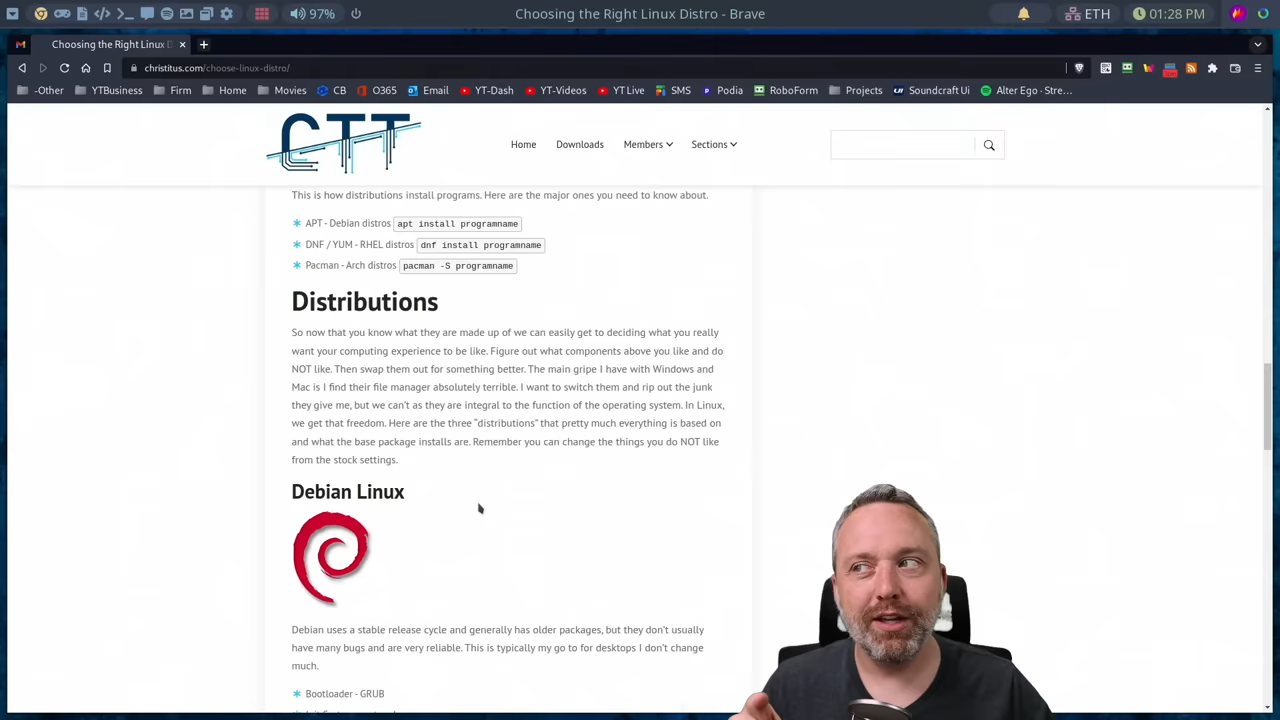 97%
Choosing the Right Linux Distro - Brave
ETH
01:28 PM
Choosing the Right Linux D
christitus.com/choose-linux-distro/
-Other
YTBusiness
Firm
Home
Movies
CB
O365
Email
YT-Dash
YT-Videos
YT Live
SMS
Podia
RoboForm
Projects
Soundcraft Ui
Alter Ego - Stre...
CTT
Home
Downloads
Members
Sections
This is how distributions install programs. Here are the major ones you need to know about.
APT - Debian distros apt install programname
DNF / YUM - RHEL distros dnf install programname
Pacman - Arch distros pacman -S programname
Distributions
So now that you know what they are made up of we can easily get to deciding what you really
want your computing experience to be like. Figure out what components above you like and do
NOT like. Then swap them out for something better. The main gripe I have with Windows and
Mac is I find their file manager absolutely terrible. I want to switch them and rip out the junk
they give me, but we can't as they are integral to the function of the operating system. In Linux,
we get that freedom. Here are the three "distributions" that pretty much everything is based on
and what the base package installs are. Remember you can change the things you do NOT like
from the stock settings.
Debian Linux
Debian uses a stable release cycle and generally has older packages, but they don't usually
have many bugs and are very reliable. This is typically my go to for desktops I don't change
much.
Bootloader - GRUB